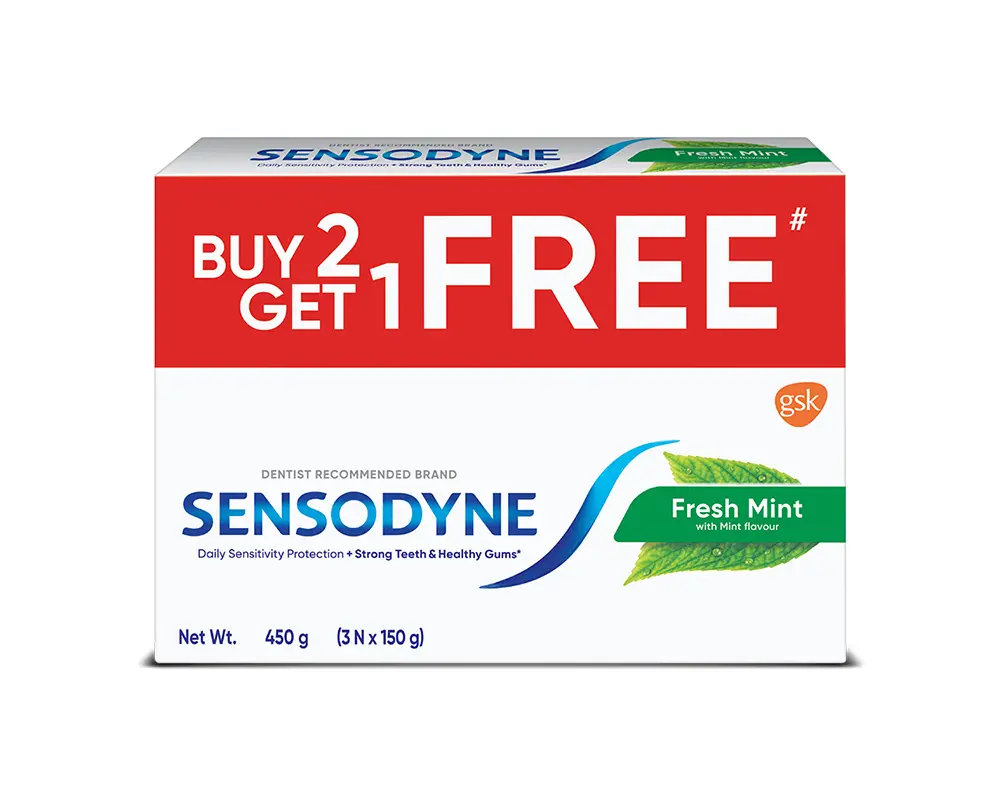 DENTIST RECOMMENDED BRAND
SENSODYNE
Daily Sensitivity Protection + Strong Teeth & Healthy Gums*
Fresh Mint
with Mint flavour
BUY 2
GET 1 FREE#
gsk
DENTIST RECOMMENDED BRAND
SENSODYNE
Daily Sensitivity Protection + Strong Teeth & Healthy Gums*
Fresh Mint
with Mint flavour
Net Wt. 450 g (3 N x 150 g)